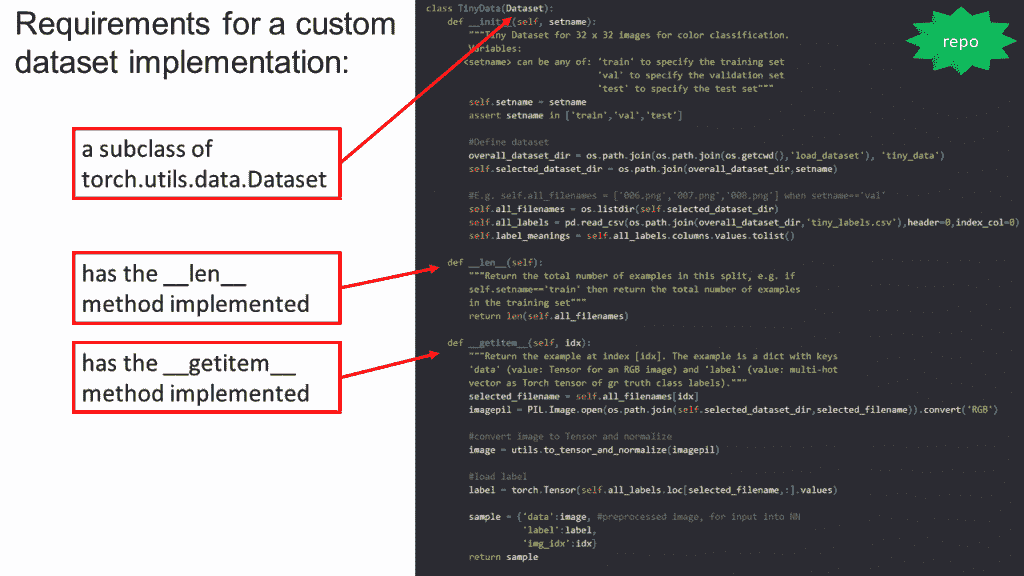 Requirements for a custom
dataset implementation:
a subclass of
torch.utils.data.Dataset
has the __len__
method implemented
has the __getitem__
method implemented
repo
class TinyData(Dataset):
def __init__(self, setname):
"""Tiny Dataset for 32 x 32 images for color classification.
Variables:
<setname> can be any of: 'train' to specify the training set
'val' to specify the validation set
'test' to specify the test set"""
self.setname = setname
assert setname in ['train','val','test']
#Define dataset
overall_dataset_dir = os.path.join(os.path.join(os.getcwd(),'load_dataset'), 'tiny_data')
self.selected_dataset_dir = os.path.join(overall_dataset_dir,setname)
#E.g. self.all_filenames = ['006.png','007.png','008.png'] when setname=='val'
self.all_filenames = os.listdir(self.selected_dataset_dir)
self.all_labels = pd.read_csv(os.path.join(overall_dataset_dir,'tiny_labels.csv'),header=0,index_col=0)
self.label_meanings = self.all_labels.columns.values.tolist()
def __len__(self):
"""Return the total number of examples in this split, e.g. if
self.setname=='train' then return the total number of examples
in the training set"""
return len(self.all_filenames)
def __getitem__(self, idx):
"""Return the example at index [idx]. The example is a dict with keys
'data' (value: Tensor for an RGB image) and 'label' (value: multi-hot
vector as Torch tensor of gr truth class labels)."""
selected_filename = self.all_filenames[idx]
imagepil = PIL.Image.open(os.path.join(self.selected_dataset_dir,selected_filename)).convert('RGB')
#convert image to Tensor and normalize
image = utils.to_tensor_and_normalize(imagepil)
#load label
label = torch.Tensor(self.all_labels.loc[selected_filename,:].values)
sample = {'data':image, #preprocessed image, for input into NN
'label':label,
'img_idx':idx}
return sample